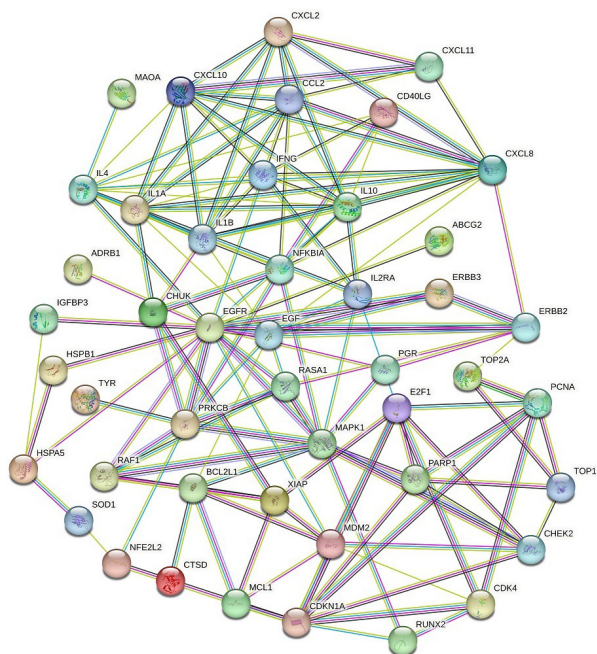 CXCL2
CXCL11
MAOA
CXCL10
CCL2
CD40LG
CXCL8
IFNG
IL4
IL1A
IL10
IL1B
ABCG2
NFKBIA
ADRB1
IL2RA
ERBB3
CHUK
IGFBP3
EGFR
EGF
ERBB2
HSPB1
PGR
TOP2A
RASA1
TYR
E2F1
PCNA
PRKCB
MAPK1
HSPA5
RAF1
BCL2L1
PARP1
TOP1
XIAP
SOD1
MDM2
CHEK2
NFE2L2
CTSD
MCL1
CDK4
CDKN1A
RUNX2